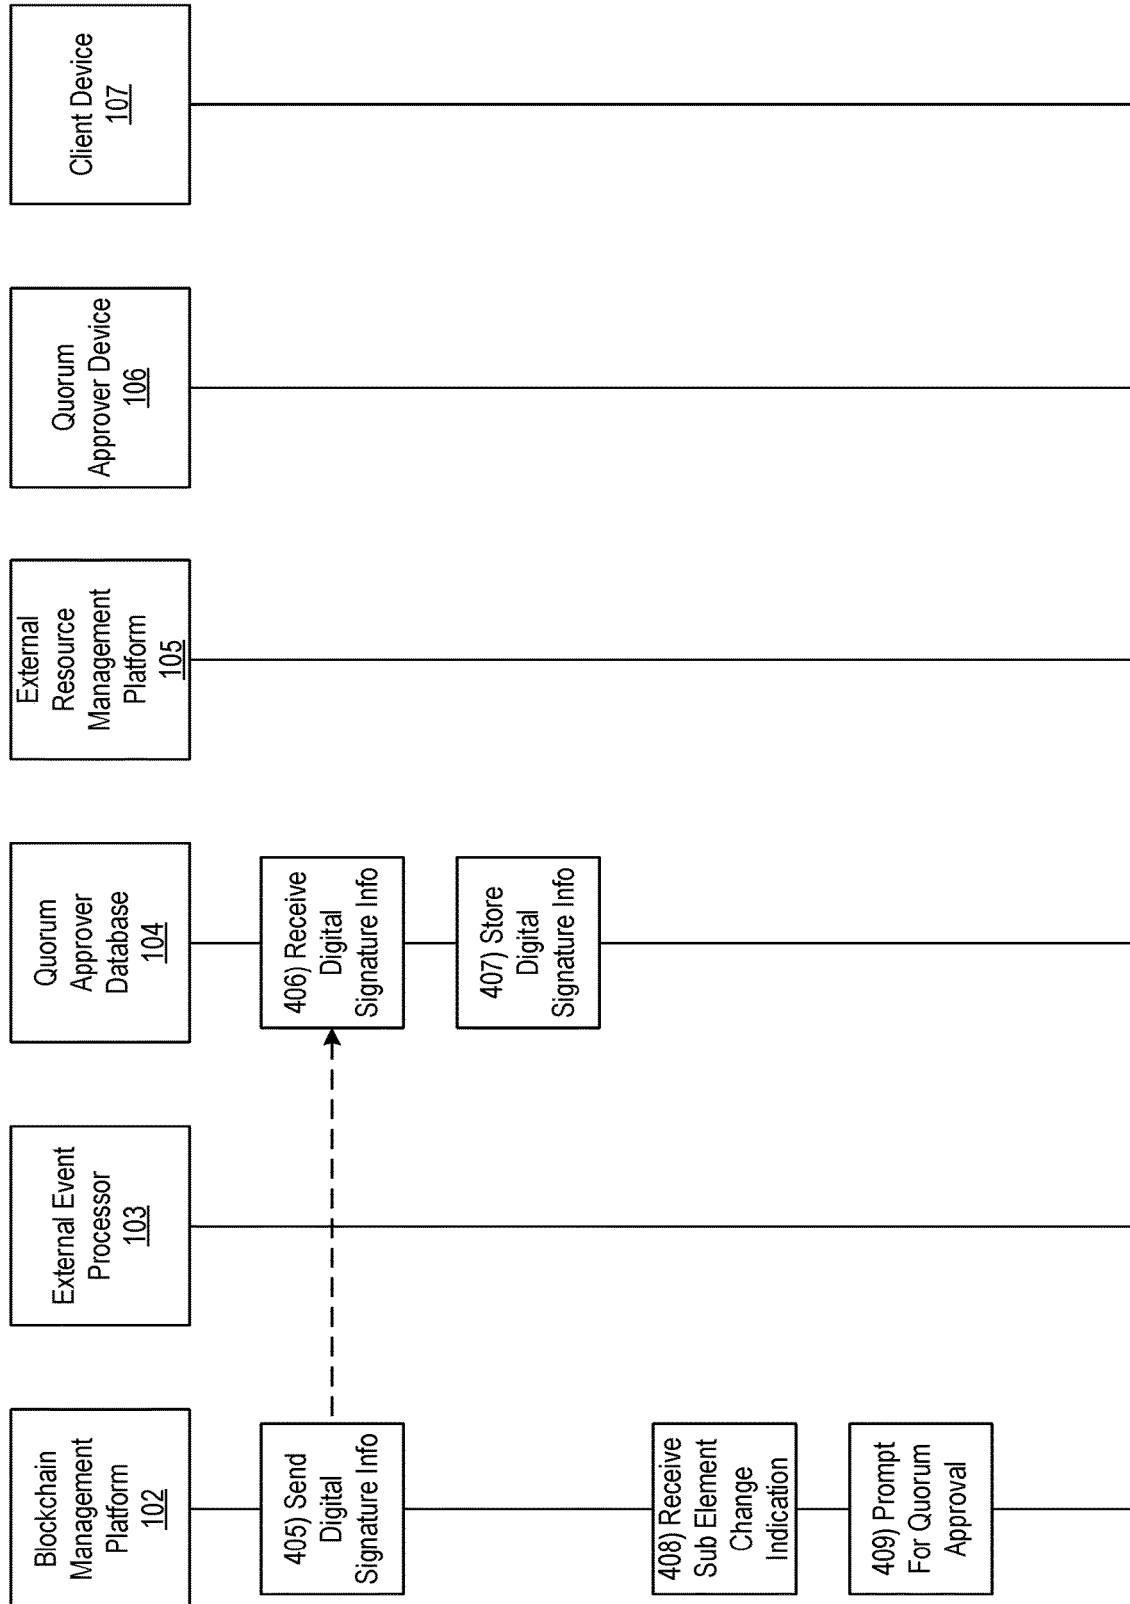 Blockchain
Management
Platform
102
External Event
Processor
103
Quorum
Approver
Database
104
External
Resource
Management
Platform
105
Quorum
Approver Device
106
Client Device
107
405) Send
Digital
Signature Info
406) Receive
Digital
Signature Info
407) Store
Digital
Signature Info
408) Receive
Sub Element
Change
Indication
409) Prompt
For Quorum
Approval